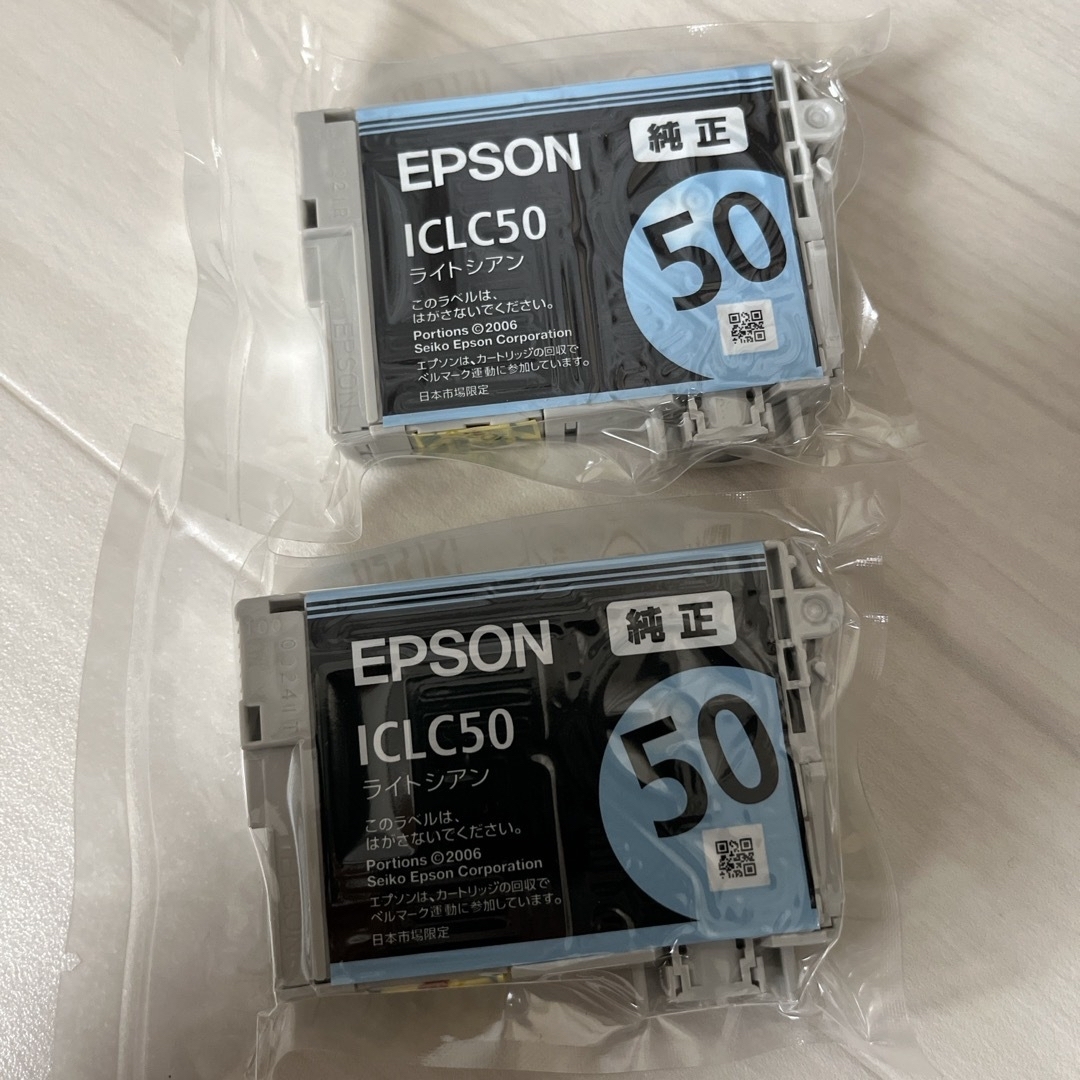 EPSON
純正
ICLC50
50
ライトシアン
このラベルは、
はがさないでください。
Portions ©2006
Seiko Epson Corporation
エプソンは、カートリッジの回収で
ベルマーク運動に参加しています。
日本市場限定
EPSON
純正
ICLC50
50
ライトシアン
このラベルは、
はがさないでください。
Portions ©2006
Seiko Epson Corporation
エプソンは、カートリッジの回収で
ベルマーク運動に参加しています。
日本市場限定